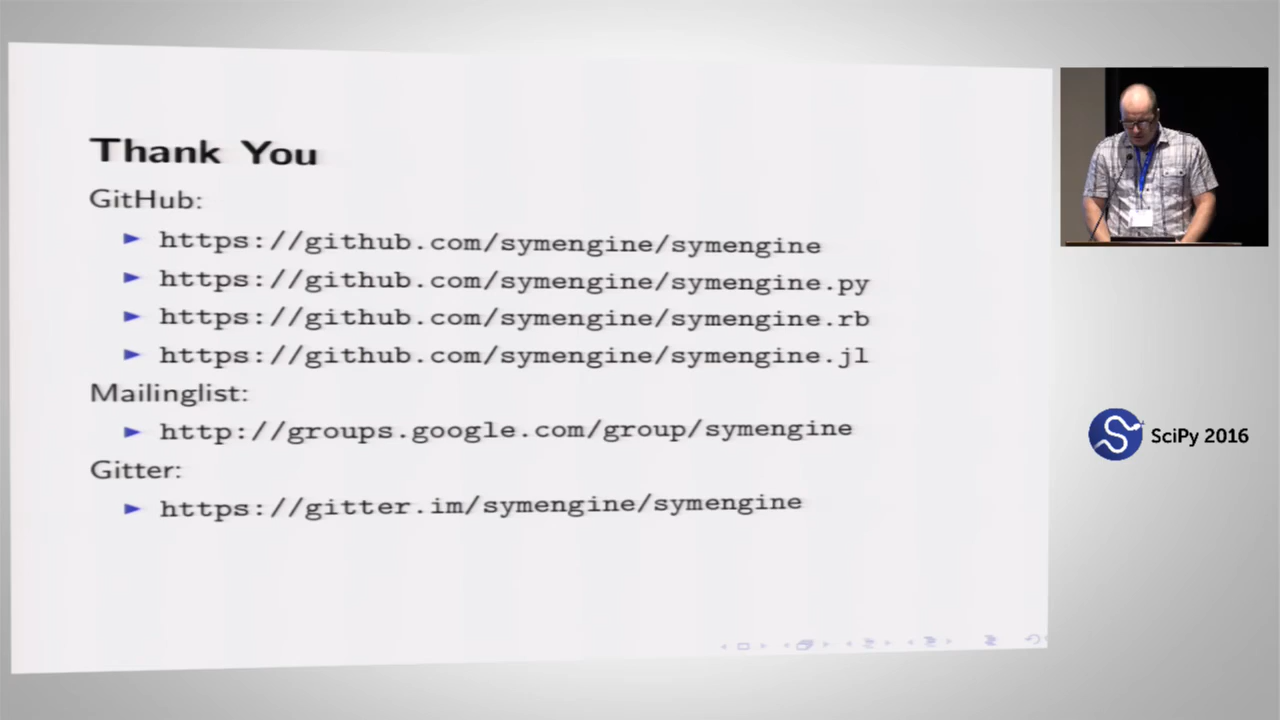 Thank You
GitHub:
https://github.com/symengine/symengine
https://github.com/symengine/symengine.py
https://github.com/symengine/symengine.rb
https://github.com/symengine/symengine.jl
Mailinglist:
http://groups.google.com/group/symengine
Gitter:
https://gitter.im/symengine/symengine
SciPy 2016